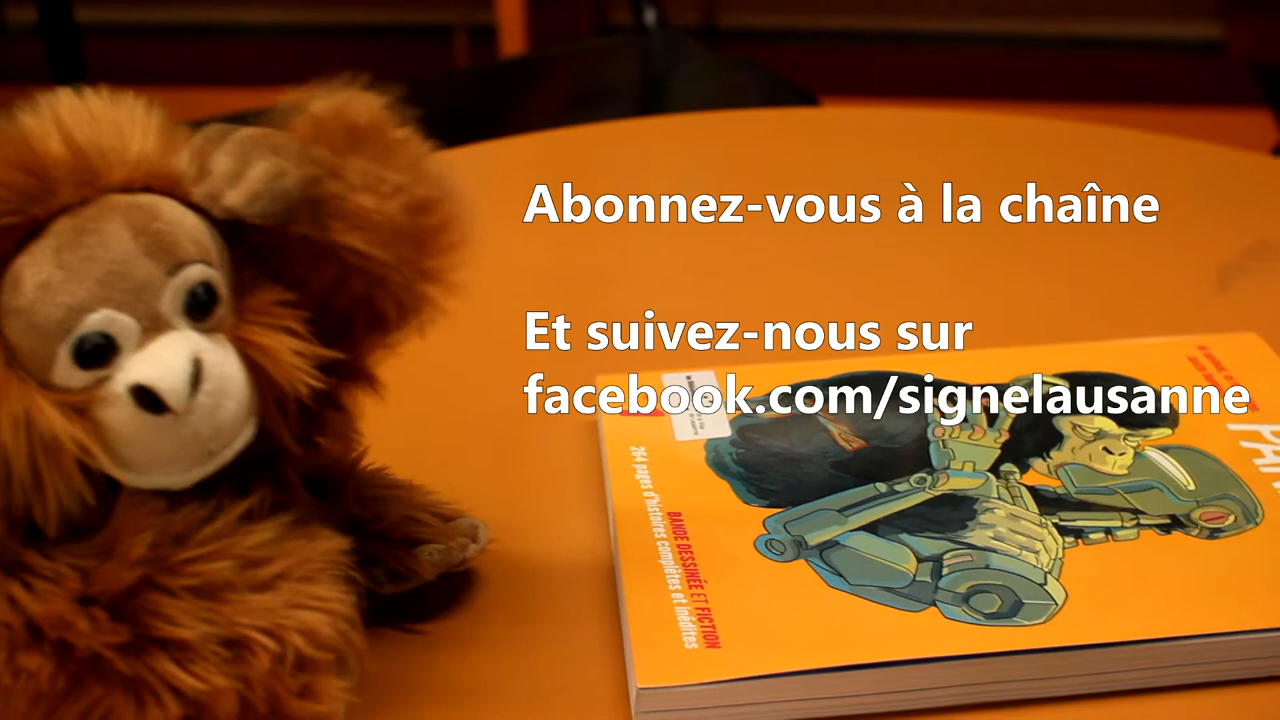 Abonnez-vous à la chaîne
Et suivez-nous sur
facebook.com/signelausanne
BANDE DESSINÉE ET FICTION
264 pages d'histoires complètes et inédites